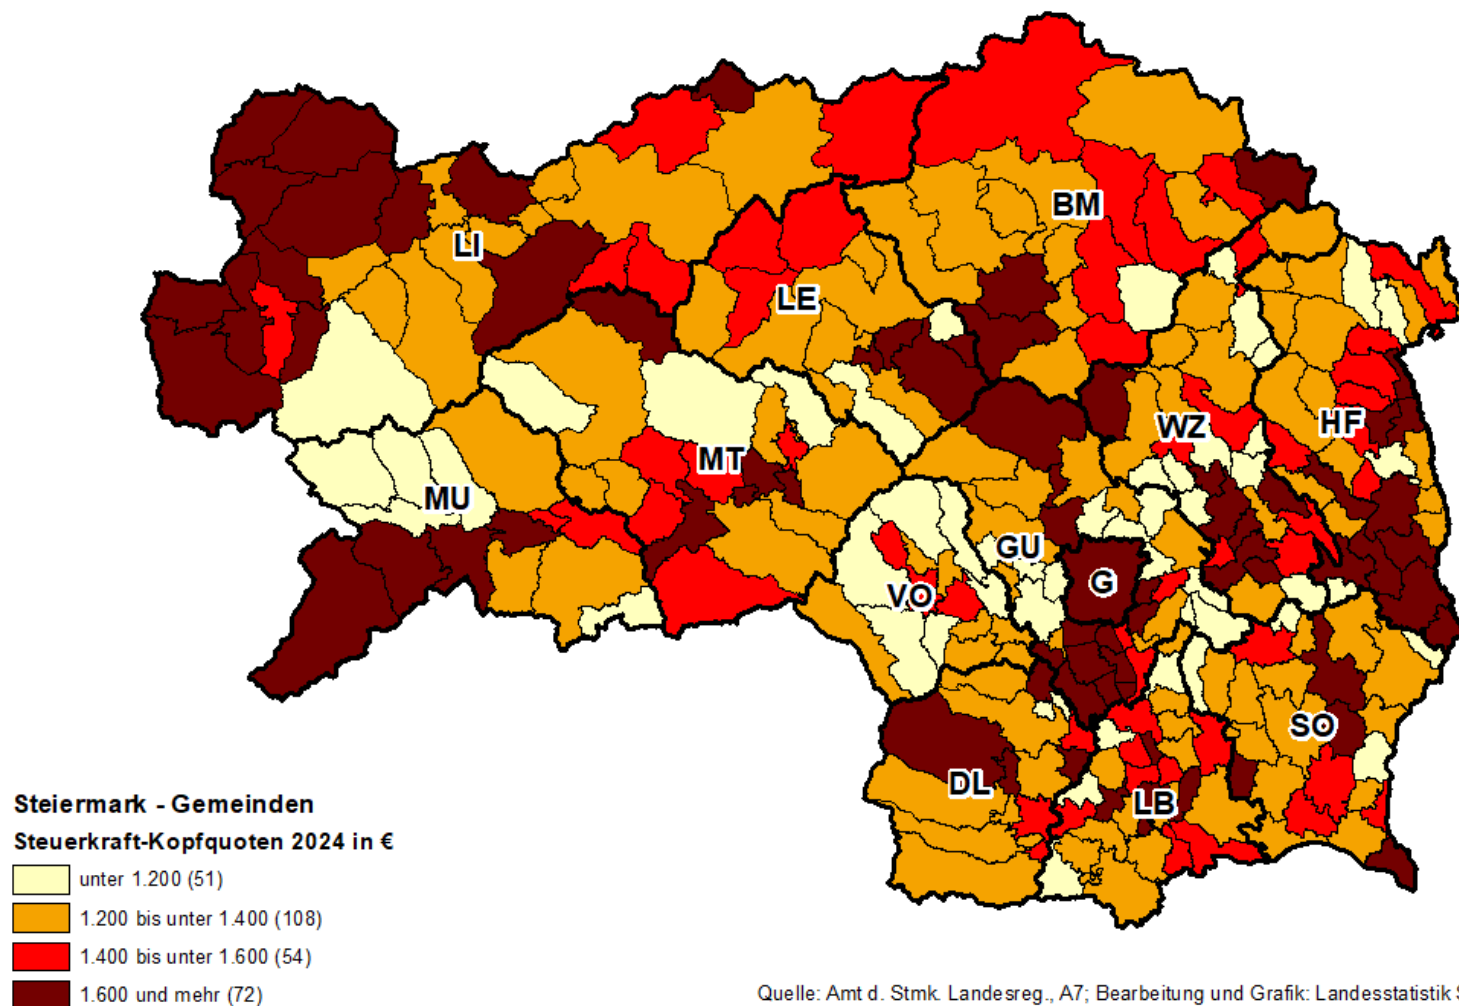 BM
LI
LE
WZ
HF
MT
MU
GU
G
VO
SO
DL
LB
Steiermark - Gemeinden
Steuerkraft-Kopfquoten 2024 in €
unter 1.200 (51)
1.200 bis unter 1.400 (108)
1.400 bis unter 1.600 (54)
1.600 und mehr (72)
Quelle: Amt d. Stmk. Landesreg., A7; Bearbeitung und Grafik: Landesstatistik